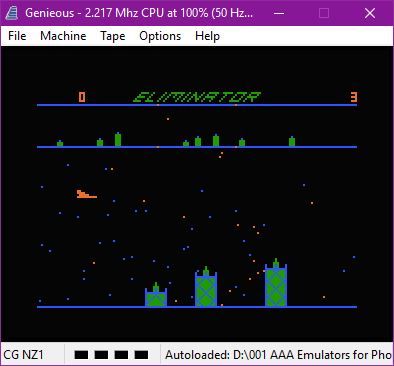 Genieous - 2.217 Mhz CPU at 100% (50 Hz...
File Machine Tape Options Help
0 ELIMINATOR 3
CG NZ1 Autoloaded: D:\001 AAA Emulators for Pho